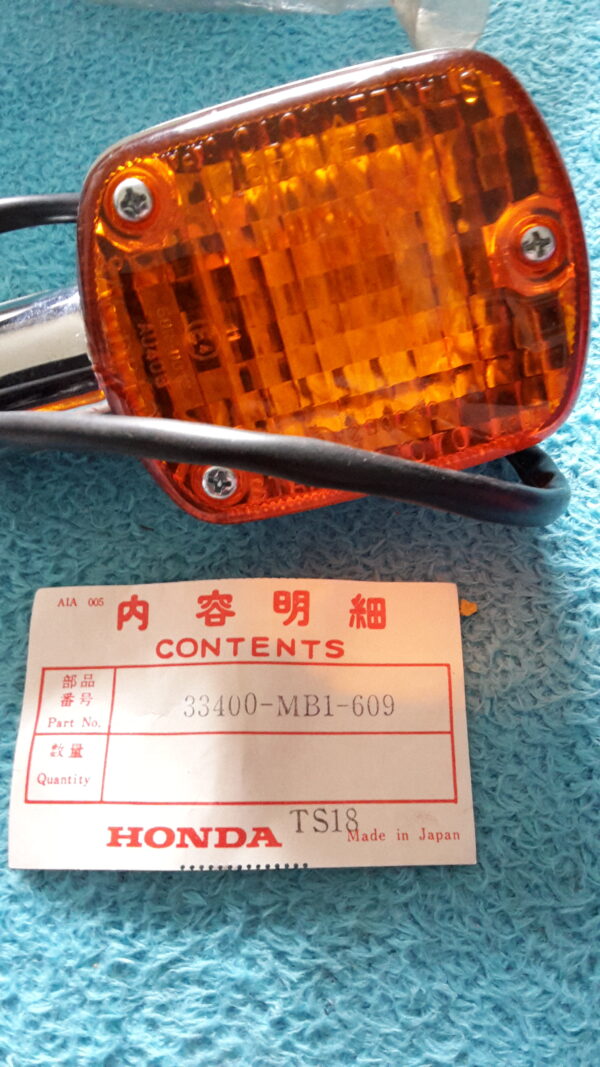 AIA 005
内容明細
CONTENTS
部品
番号
Part No.
33400-MB1-609
数量
Quantity
HONDA
TS18
Made in Japan